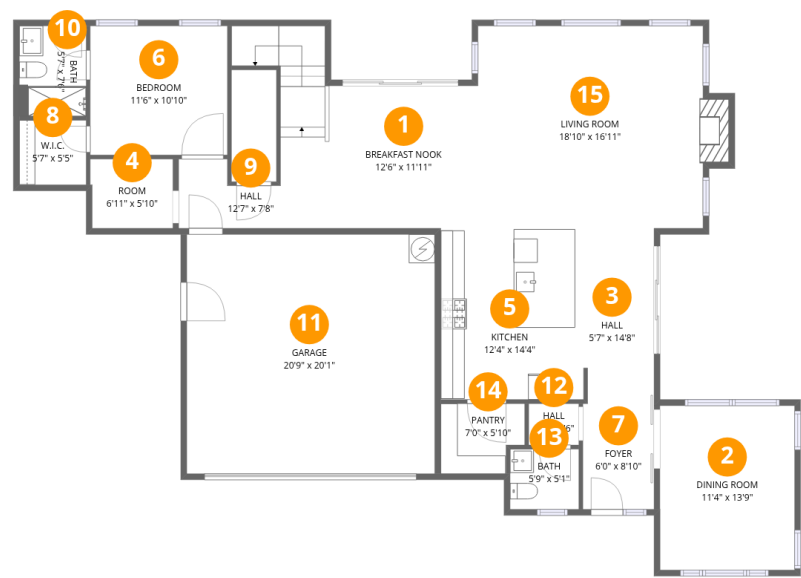 10
BATH
5'7" x 7'6"
6
BEDROOM
11'6" x 10'10"
8
W.I.C.
5'7" x 5'5"
4
ROOM
6'11" x 5'10"
9
HALL
12'7" x 7'8"
1
BREAKFAST NOOK
12'6" x 11'11"
15
LIVING ROOM
18'10" x 16'11"
11
GARAGE
20'9" x 20'1"
5
KITCHEN
12'4" x 14'4"
3
HALL
5'7" x 14'8"
14
PANTRY
7'0" x 5'10"
12
HALL
13
BATH
5'9" x 5'1"
7
FOYER
6'0" x 8'10"
2
DINING ROOM
11'4" x 13'9"